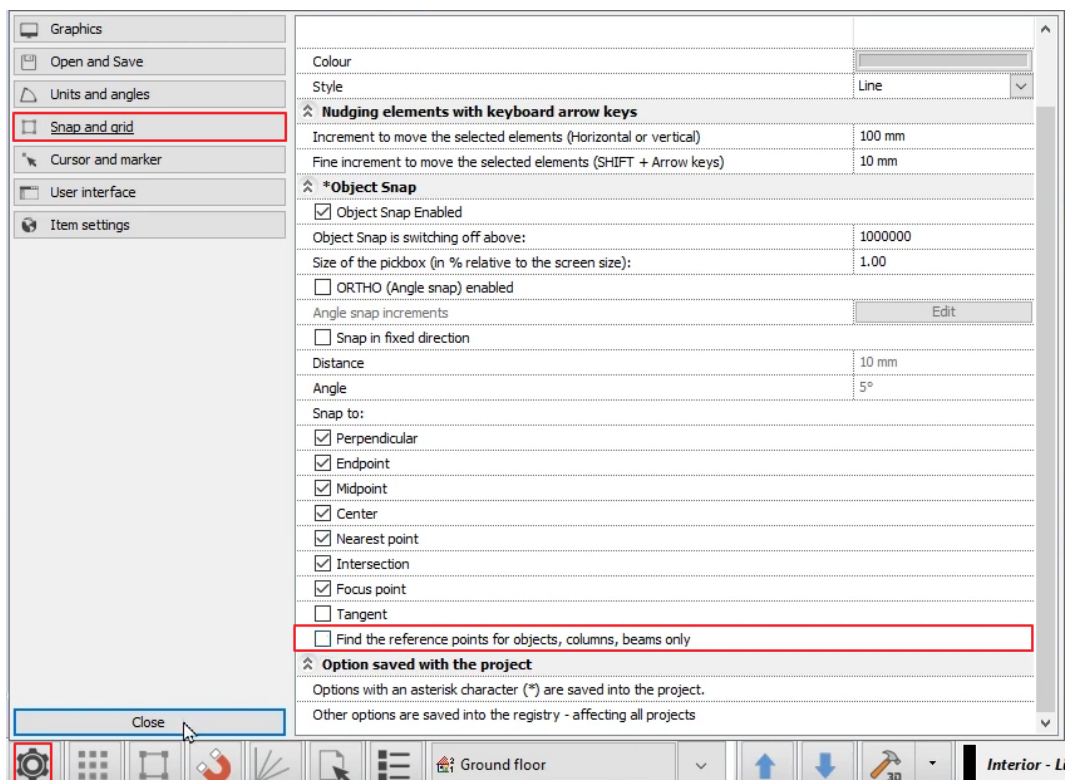 Graphics
Open and Save
Units and angles
Snap and grid
Cursor and marker
User interface
Item settings
Close
Colour
Style Line
Nudging elements with keyboard arrow keys
Increment to move the selected elements (Horizontal or vertical) 100 mm
Fine increment to move the selected elements (SHIFT + Arrow keys) 10 mm
*Object Snap
Object Snap Enabled
Object Snap is switching off above: 1000000
Size of the pickbox (in % relative to the screen size): 1.00
ORTHO (Angle snap) enabled
Angle snap increments Edit
Snap in fixed direction
Distance 10 mm
Angle 5°
Snap to:
Perpendicular
Endpoint
Midpoint
Center
Nearest point
Intersection
Focus point
Tangent
Find the reference points for objects, columns, beams only
Option saved with the project
Options with an asterisk character (*) are saved into the project.
Other options are saved into the registry - affecting all projects
Ground floor
3D
Interior - Li